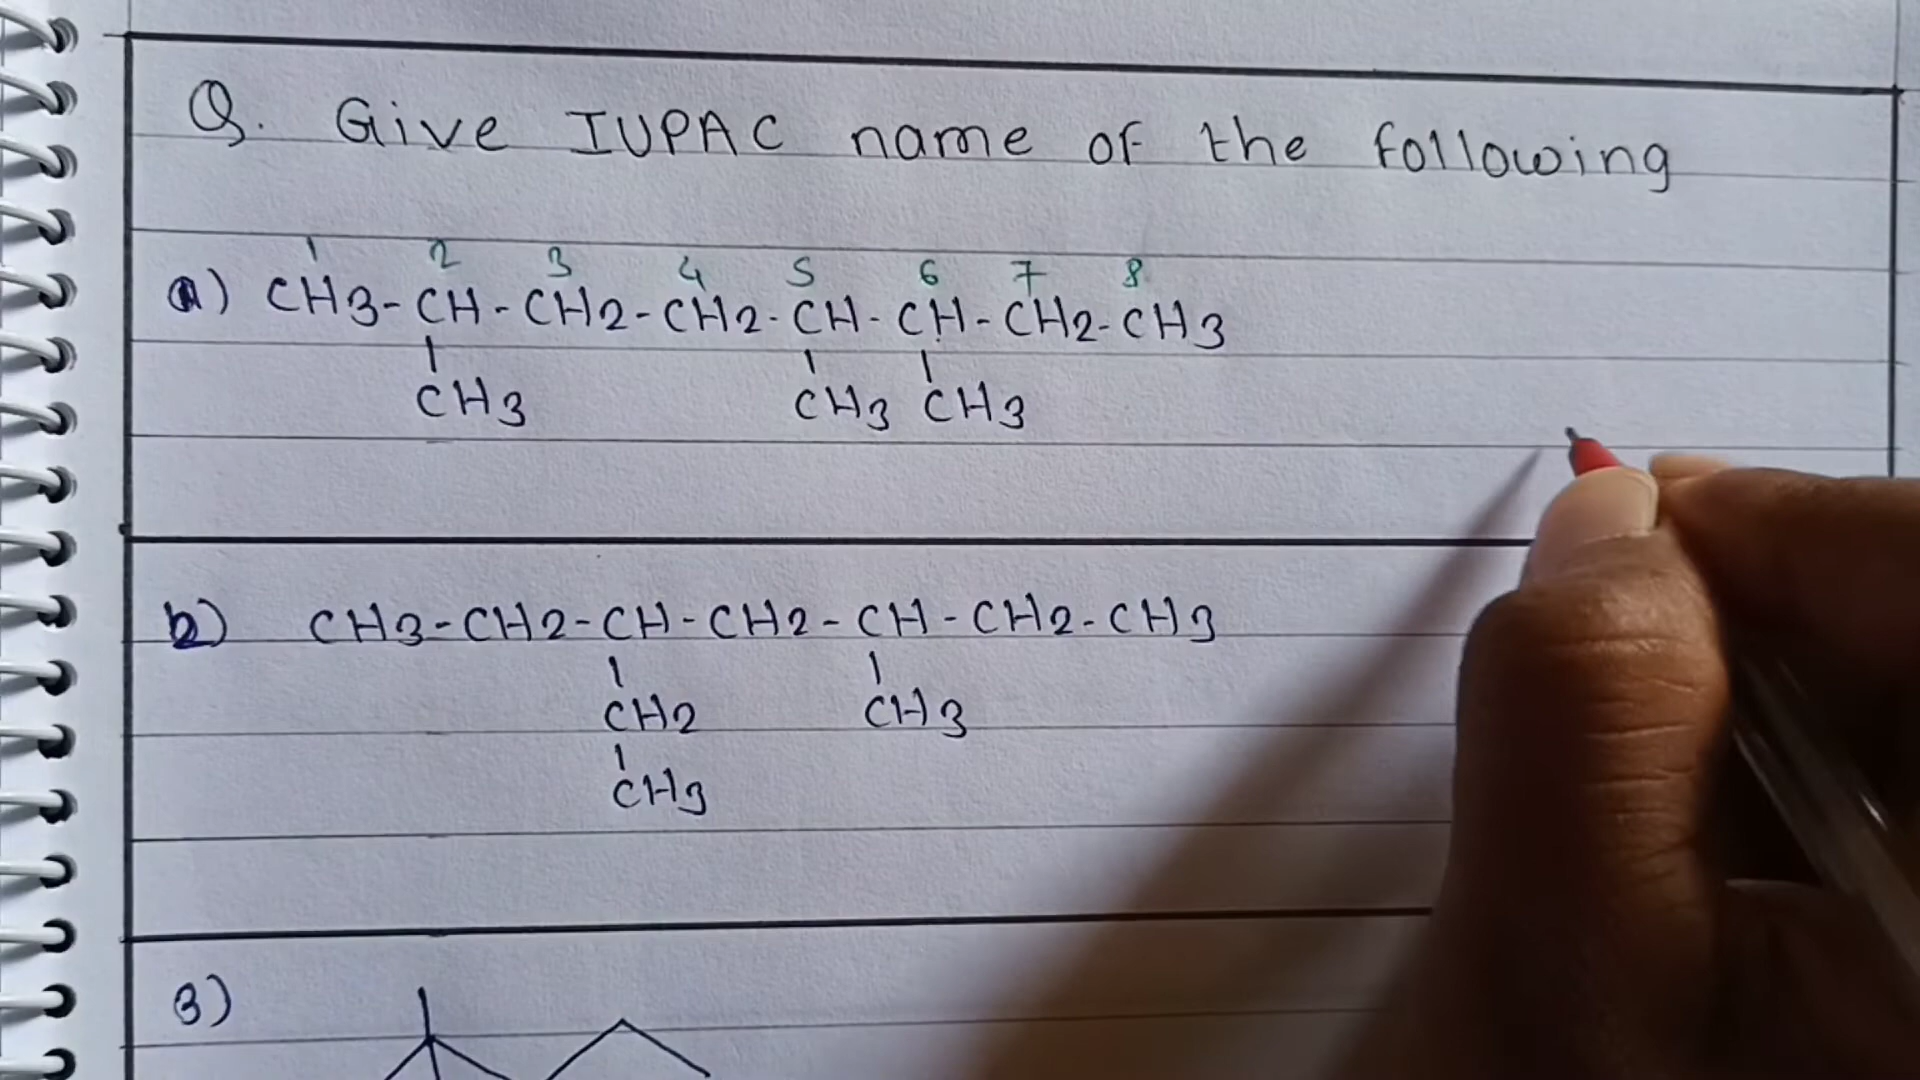 Q. Give IUPAC name of the following
1 2 3 4 5 6 7 8
a) CH3-CH-CH2-CH2-CH-CH-CH2-CH3
CH3 CH3 CH3
b) CH3-CH2-CH-CH2-CH-CH2-CH3
CH2 CH3
CH3
3)